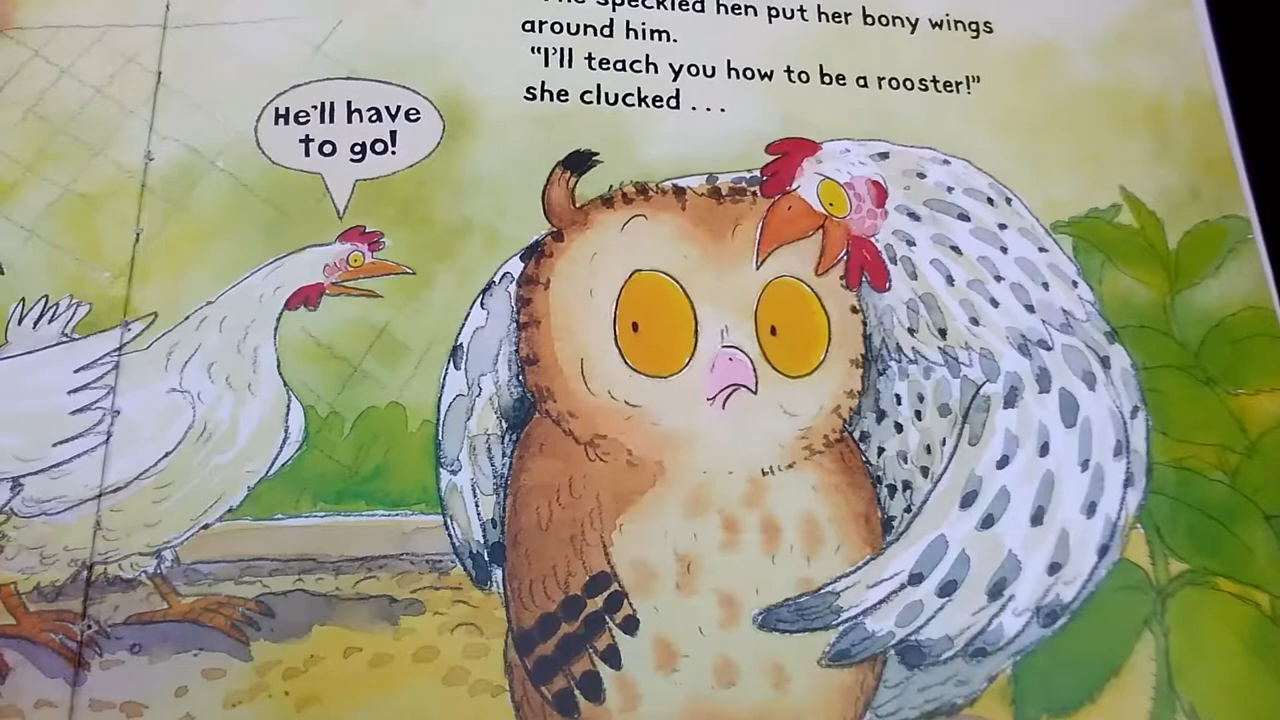 speckled hen put her bony wings
around him.
"I'll teach you how to be a rooster!"
she clucked . . .
He'll have
to go!